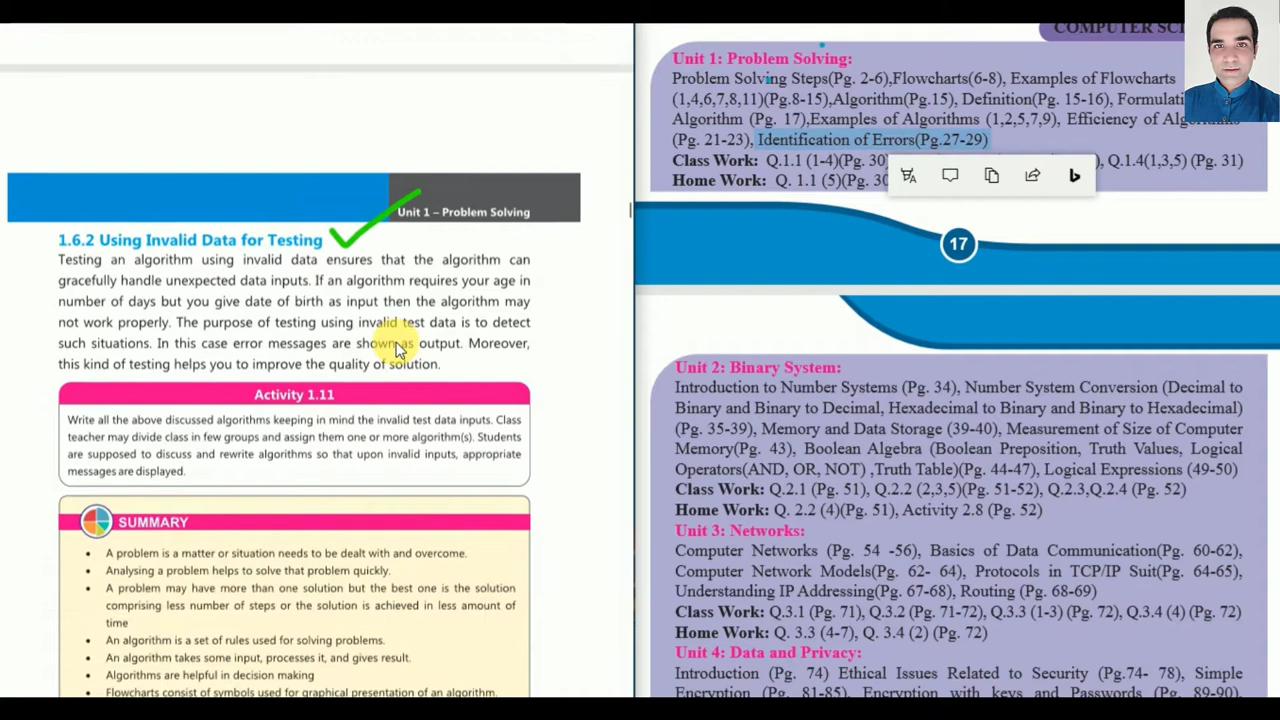 Unit 1 – Problem Solving
1.6.2 Using Invalid Data for Testing
Testing an algorithm using invalid data ensures that the algorithm can
gracefully handle unexpected data inputs. If an algorithm requires your age in
number of days but you give date of birth as input then the algorithm may
not work properly. The purpose of testing using invalid test data is to detect
such situations. In this case error messages are shown as output. Moreover,
this kind of testing helps you to improve the quality of solution.
Activity 1.11
Write all the above discussed algorithms keeping in mind the invalid test data inputs. Class
teacher may divide class in few groups and assign them one or more algorithm(s). Students
are supposed to discuss and rewrite algorithms so that upon invalid inputs, appropriate
messages are displayed.
SUMMARY
• A problem is a matter or situation needs to be dealt with and overcome.
• Analysing a problem helps to solve that problem quickly.
• A problem may have more than one solution but the best one is the solution
comprising less number of steps or the solution is achieved in less amount of
time
• An algorithm is a set of rules used for solving problems.
• An algorithm takes some input, processes it, and gives result.
• Algorithms are helpful in decision making
• Flowcharts consist of symbols used for graphical presentation of an algorithm.
COMPUTER
Unit 1: Problem Solving:
Problem Solving Steps(Pg. 2-6),Flowcharts(6-8), Examples of Flowcharts
(1,4,6,7,8,11)(Pg.8-15),Algorithm(Pg.15), Definition(Pg. 15-16),
Algorithm (Pg. 17),Examples of Algorithms (1,2,5,7,9), Efficiency of
(Pg. 21-23), Identification of Errors(Pg.27-29)
Class Work: Q.1.1 (1-4)(Pg. 30) ), Q.1.4(1,3,5) (Pg. 31)
Home Work: Q. 1.1 (5)(Pg. 30
17
Unit 2: Binary System:
Introduction to Number Systems (Pg. 34), Number System Conversion (Decimal to
Binary and Binary to Decimal, Hexadecimal to Binary and Binary to Hexadecimal)
(Pg. 35-39), Memory and Data Storage (39-40), Measurement of Size of Computer
Memory(Pg. 43), Boolean Algebra (Boolean Preposition, Truth Values, Logical
Operators(AND, OR, NOT) ,Truth Table)(Pg. 44-47), Logical Expressions (49-50)
Class Work: Q.2.1 (Pg. 51), Q.2.2 (2,3,5)(Pg. 51-52), Q.2.3,Q.2.4 (Pg. 52)
Home Work: Q. 2.2 (4)(Pg. 51), Activity 2.8 (Pg. 52)
Unit 3: Networks:
Computer Networks (Pg. 54 -56), Basics of Data Communication(Pg. 60-62),
Computer Network Models(Pg. 62- 64), Protocols in TCP/IP Suit(Pg. 64-65),
Understanding IP Addressing(Pg. 67-68), Routing (Pg. 68-69)
Class Work: Q.3.1 (Pg. 71), Q.3.2 (Pg. 71-72), Q.3.3 (1-3) (Pg. 72), Q.3.4 (4) (Pg. 72)
Home Work: Q. 3.3 (4-7), Q. 3.4 (2) (Pg. 72)
Unit 4: Data and Privacy:
Introduction (Pg. 74) Ethical Issues Related to Security (Pg.74- 78), Simple
Encryption (Pg. 81-85), Encryption with keys and Passwords (Pg. 89-90),